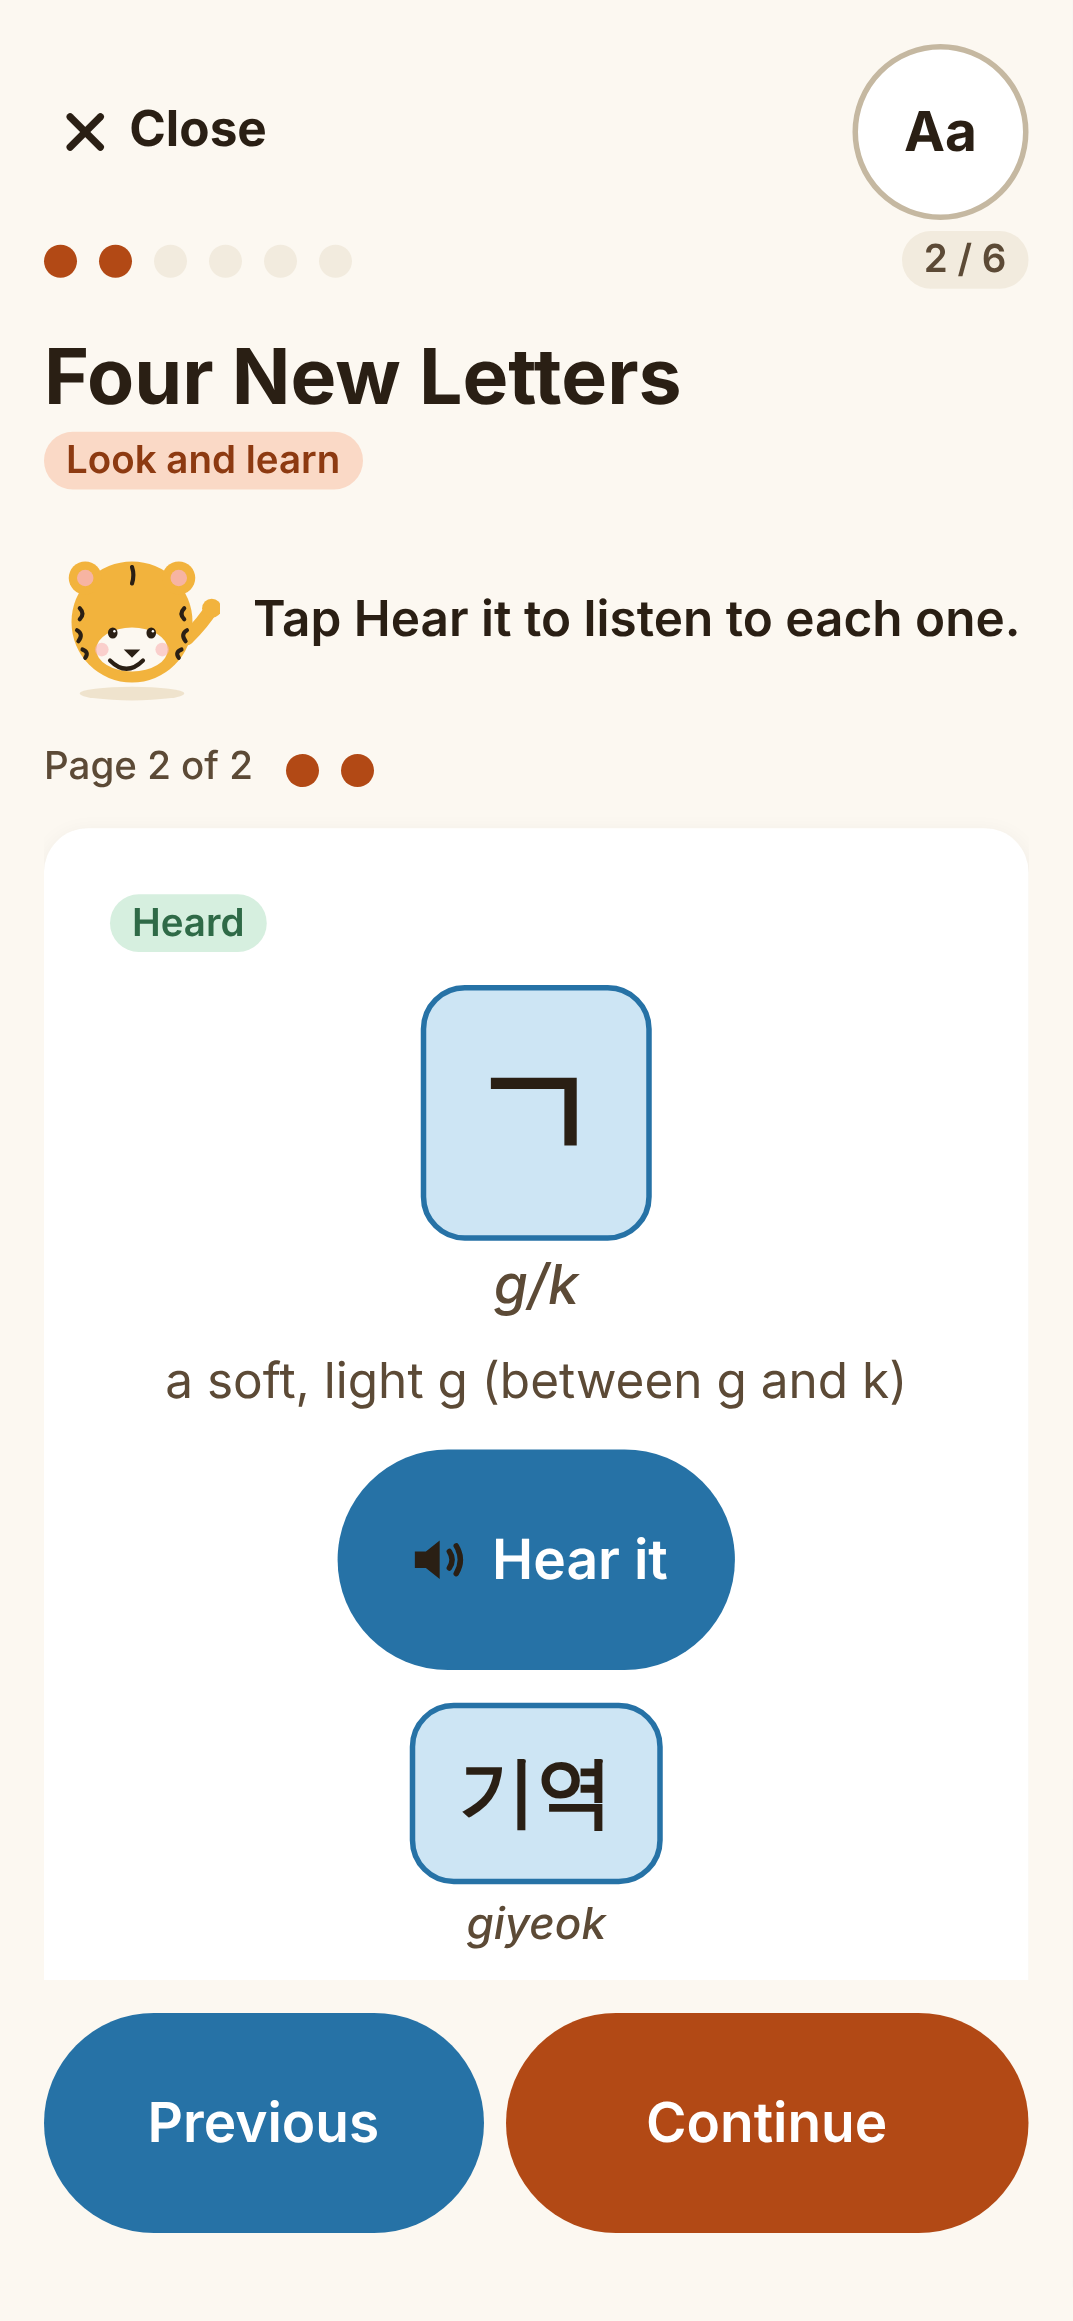 Close
Aa
2 / 6
Four New Letters
Look and learn
Tap Hear it to listen to each one.
Page 2 of 2
Heard
ㄱ
g/k
a soft, light g (between g and k)
Hear it
기역
giyeok
Previous
Continue